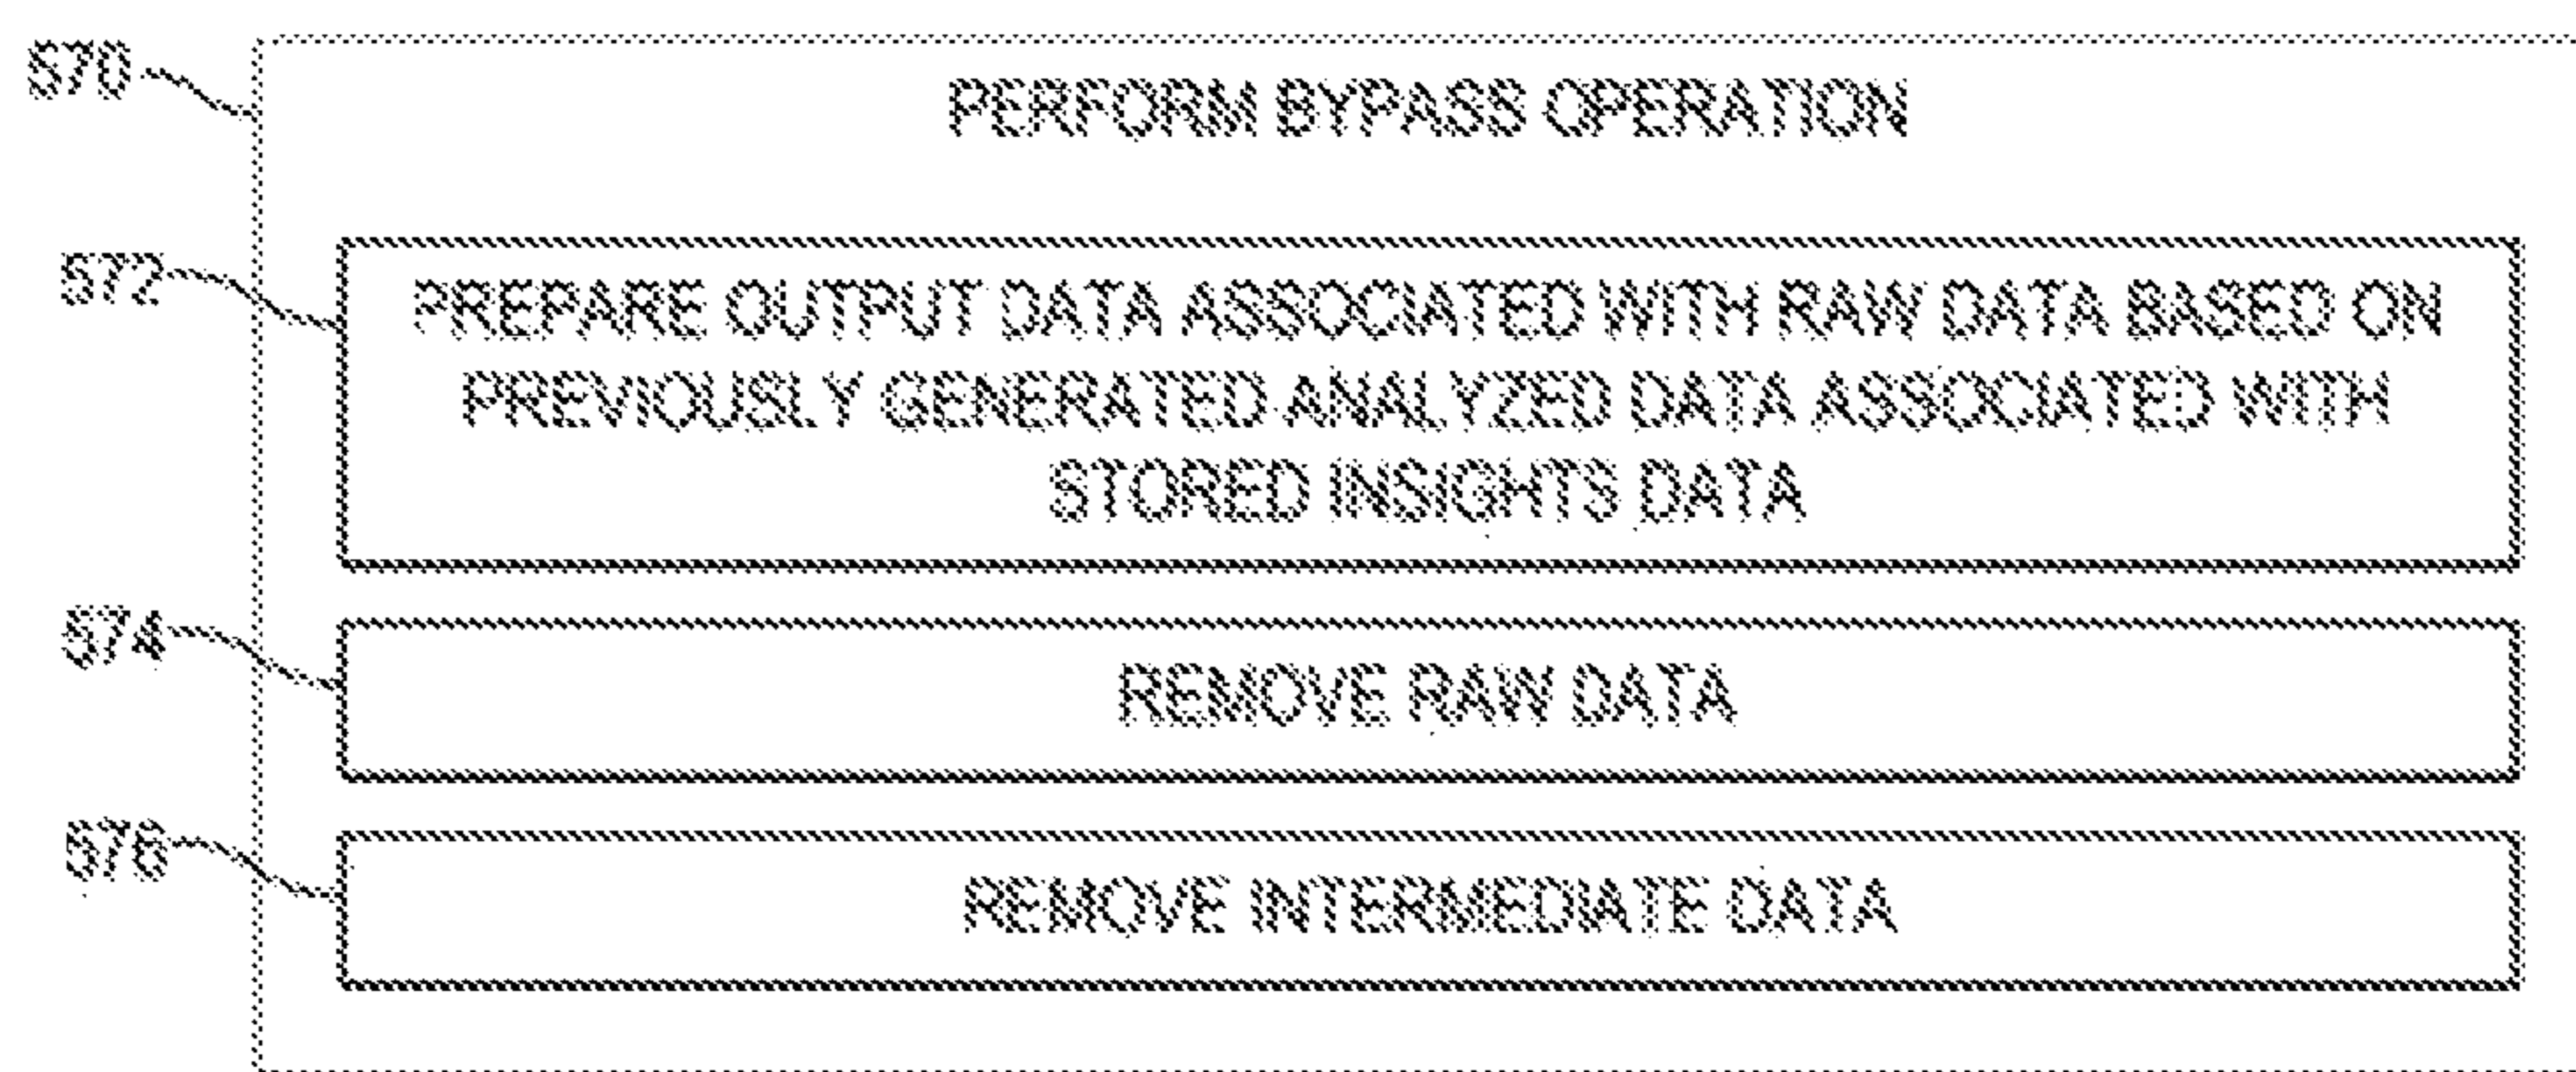 570
PERFORM BYPASS OPERATION
572
PREPARE OUTPUT DATA ASSOCIATED WITH RAW DATA BASED ON
PREVIOUSLY GENERATED ANALYZED DATA ASSOCIATED WITH
STORED INSIGHTS DATA
574
REMOVE RAW DATA
576
REMOVE INTERMEDIATE DATA